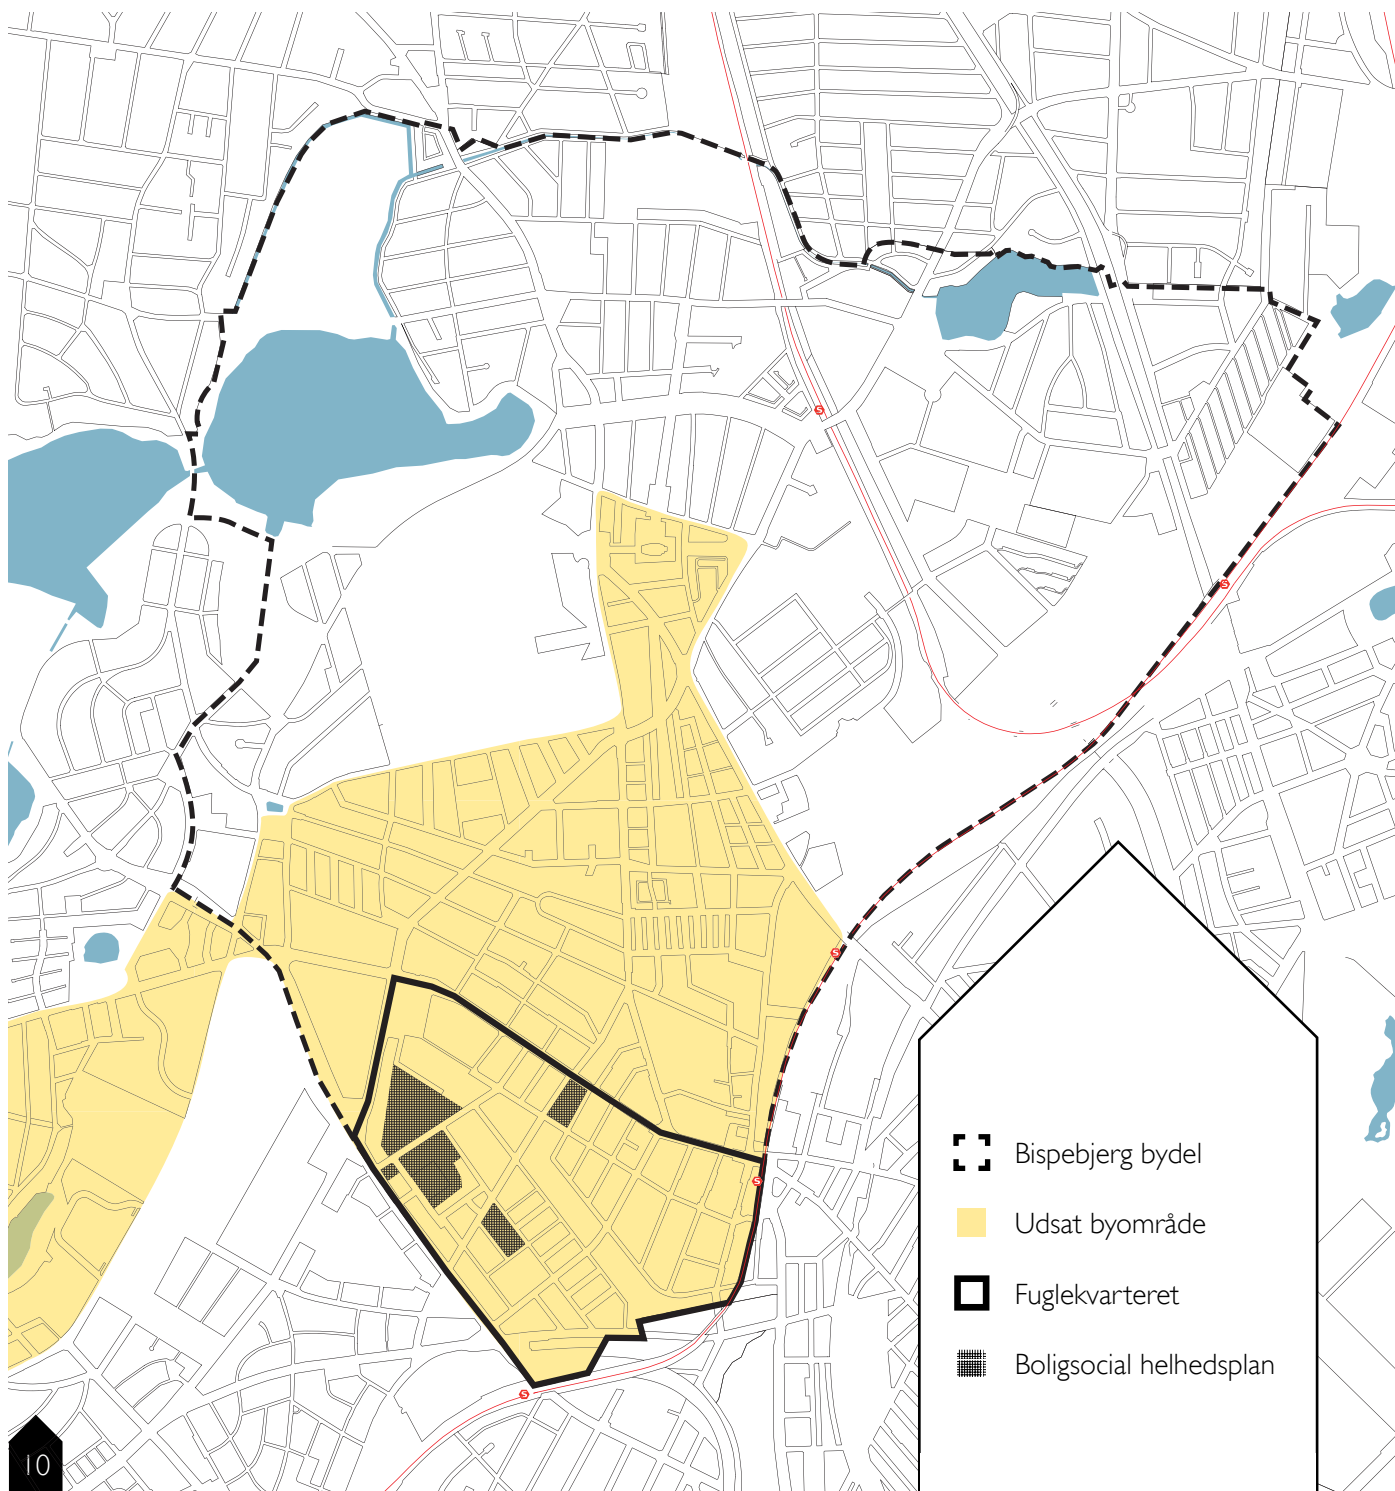 S
S
S
S
S
Bispebjerg bydel
Udsat byområde
Fuglekvarteret
Boligsocial helhedsplan
10